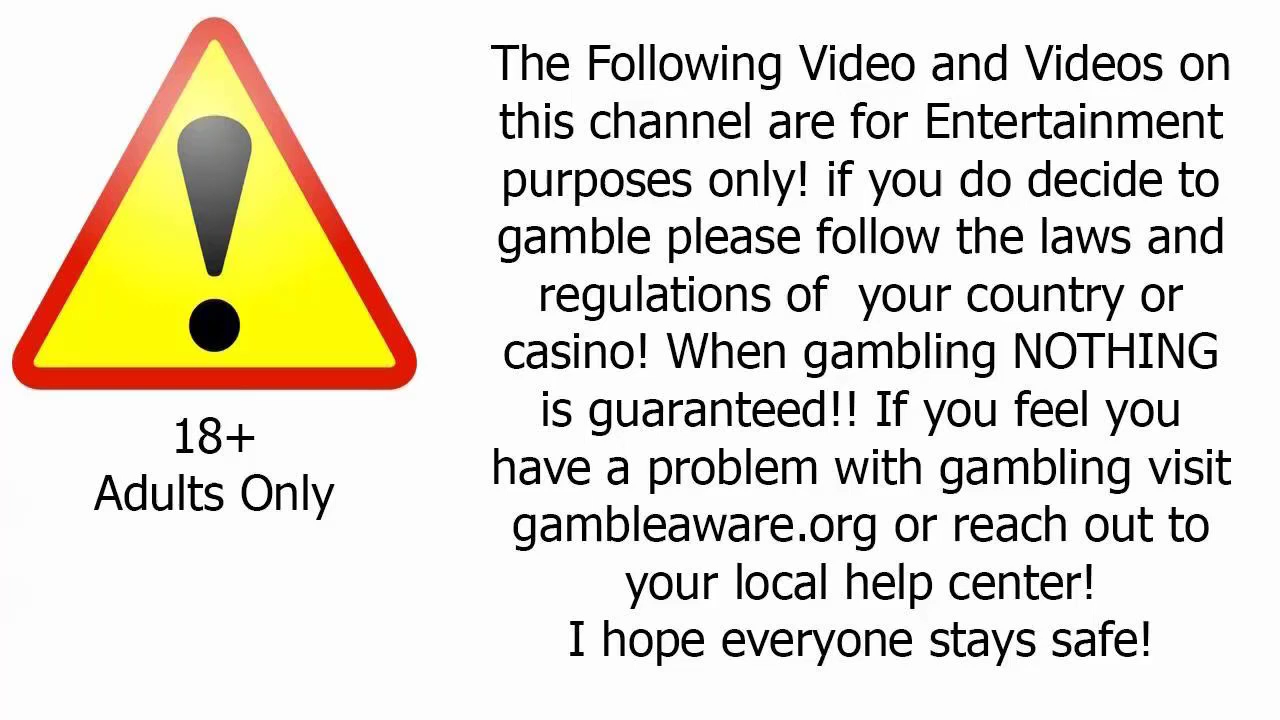 18+
Adults Only
The Following Video and Videos on
this channel are for Entertainment
purposes only! if you do decide to
gamble please follow the laws and
regulations of  your country or
casino! When gambling NOTHING
is guaranteed!! If you feel you
have a problem with gambling visit
gambleaware.org or reach out to
your local help center!
I hope everyone stays safe!